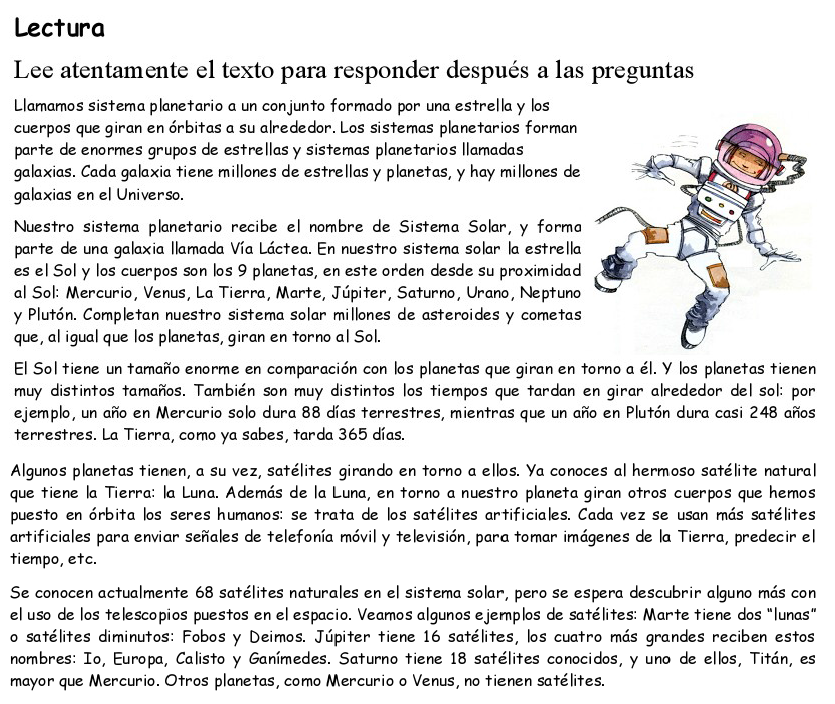 Lectura
Lee atentamente el texto para responder después a las preguntas
Llamamos sistema planetario a un conjunto formado por una estrella y los
cuerpos que giran en órbitas a su alrededor. Los sistemas planetarios forman
parte de enormes grupos de estrellas y sistemas planetarios llamadas
galaxias. Cada galaxia tiene millones de estrellas y planetas, y hay millones de
galaxias en el Universo.
Nuestro sistema planetario recibe el nombre de Sistema Solar, y forma
parte de una galaxia llamada Vía Láctea. En nuestro sistema solar la estrella
es el Sol y los cuerpos son los 9 planetas, en este orden desde su proximidad
al Sol: Mercurio, Venus, La Tierra, Marte, Júpiter, Saturno, Urano, Neptuno
y Plutón. Completan nuestro sistema solar millones de asteroides y cometas
que, al igual que los planetas, giran en torno al Sol.
El Sol tiene un tamaño enorme en comparación con los planetas que giran en torno a él. Y los planetas tienen
muy distintos tamaños. También son muy distintos los tiempos que tardan en girar alrededor del sol: por
ejemplo, un año en Mercurio solo dura 88 días terrestres, mientras que un año en Plutón dura casi 248 años
terrestres. La Tierra, como ya sabes, tarda 365 días.
Algunos planetas tienen, a su vez, satélites girando en torno a ellos. Ya conoces al hermoso satélite natural
que tiene la Tierra: la Luna. Además de la Luna, en torno a nuestro planeta giran otros cuerpos que hemos
puesto en órbita los seres humanos: se trata de los satélites artificiales. Cada vez se usan más satélites
artificiales para enviar señales de telefonía móvil y televisión, para tomar imágenes de la Tierra, predecir el
tiempo, etc.
Se conocen actualmente 68 satélites naturales en el sistema solar, pero se espera descubrir alguno más con
el uso de los telescopios puestos en el espacio. Veamos algunos ejemplos de satélites: Marte tiene dos “lunas”
o satélites diminutos: Fobos y Deimos. Júpiter tiene 16 satélites, los cuatro más grandes reciben estos
nombres: Io, Europa, Calisto y Ganímedes. Saturno tiene 18 satélites conocidos, y uno de ellos, Titán, es
mayor que Mercurio. Otros planetas, como Mercurio o Venus, no tienen satélites.